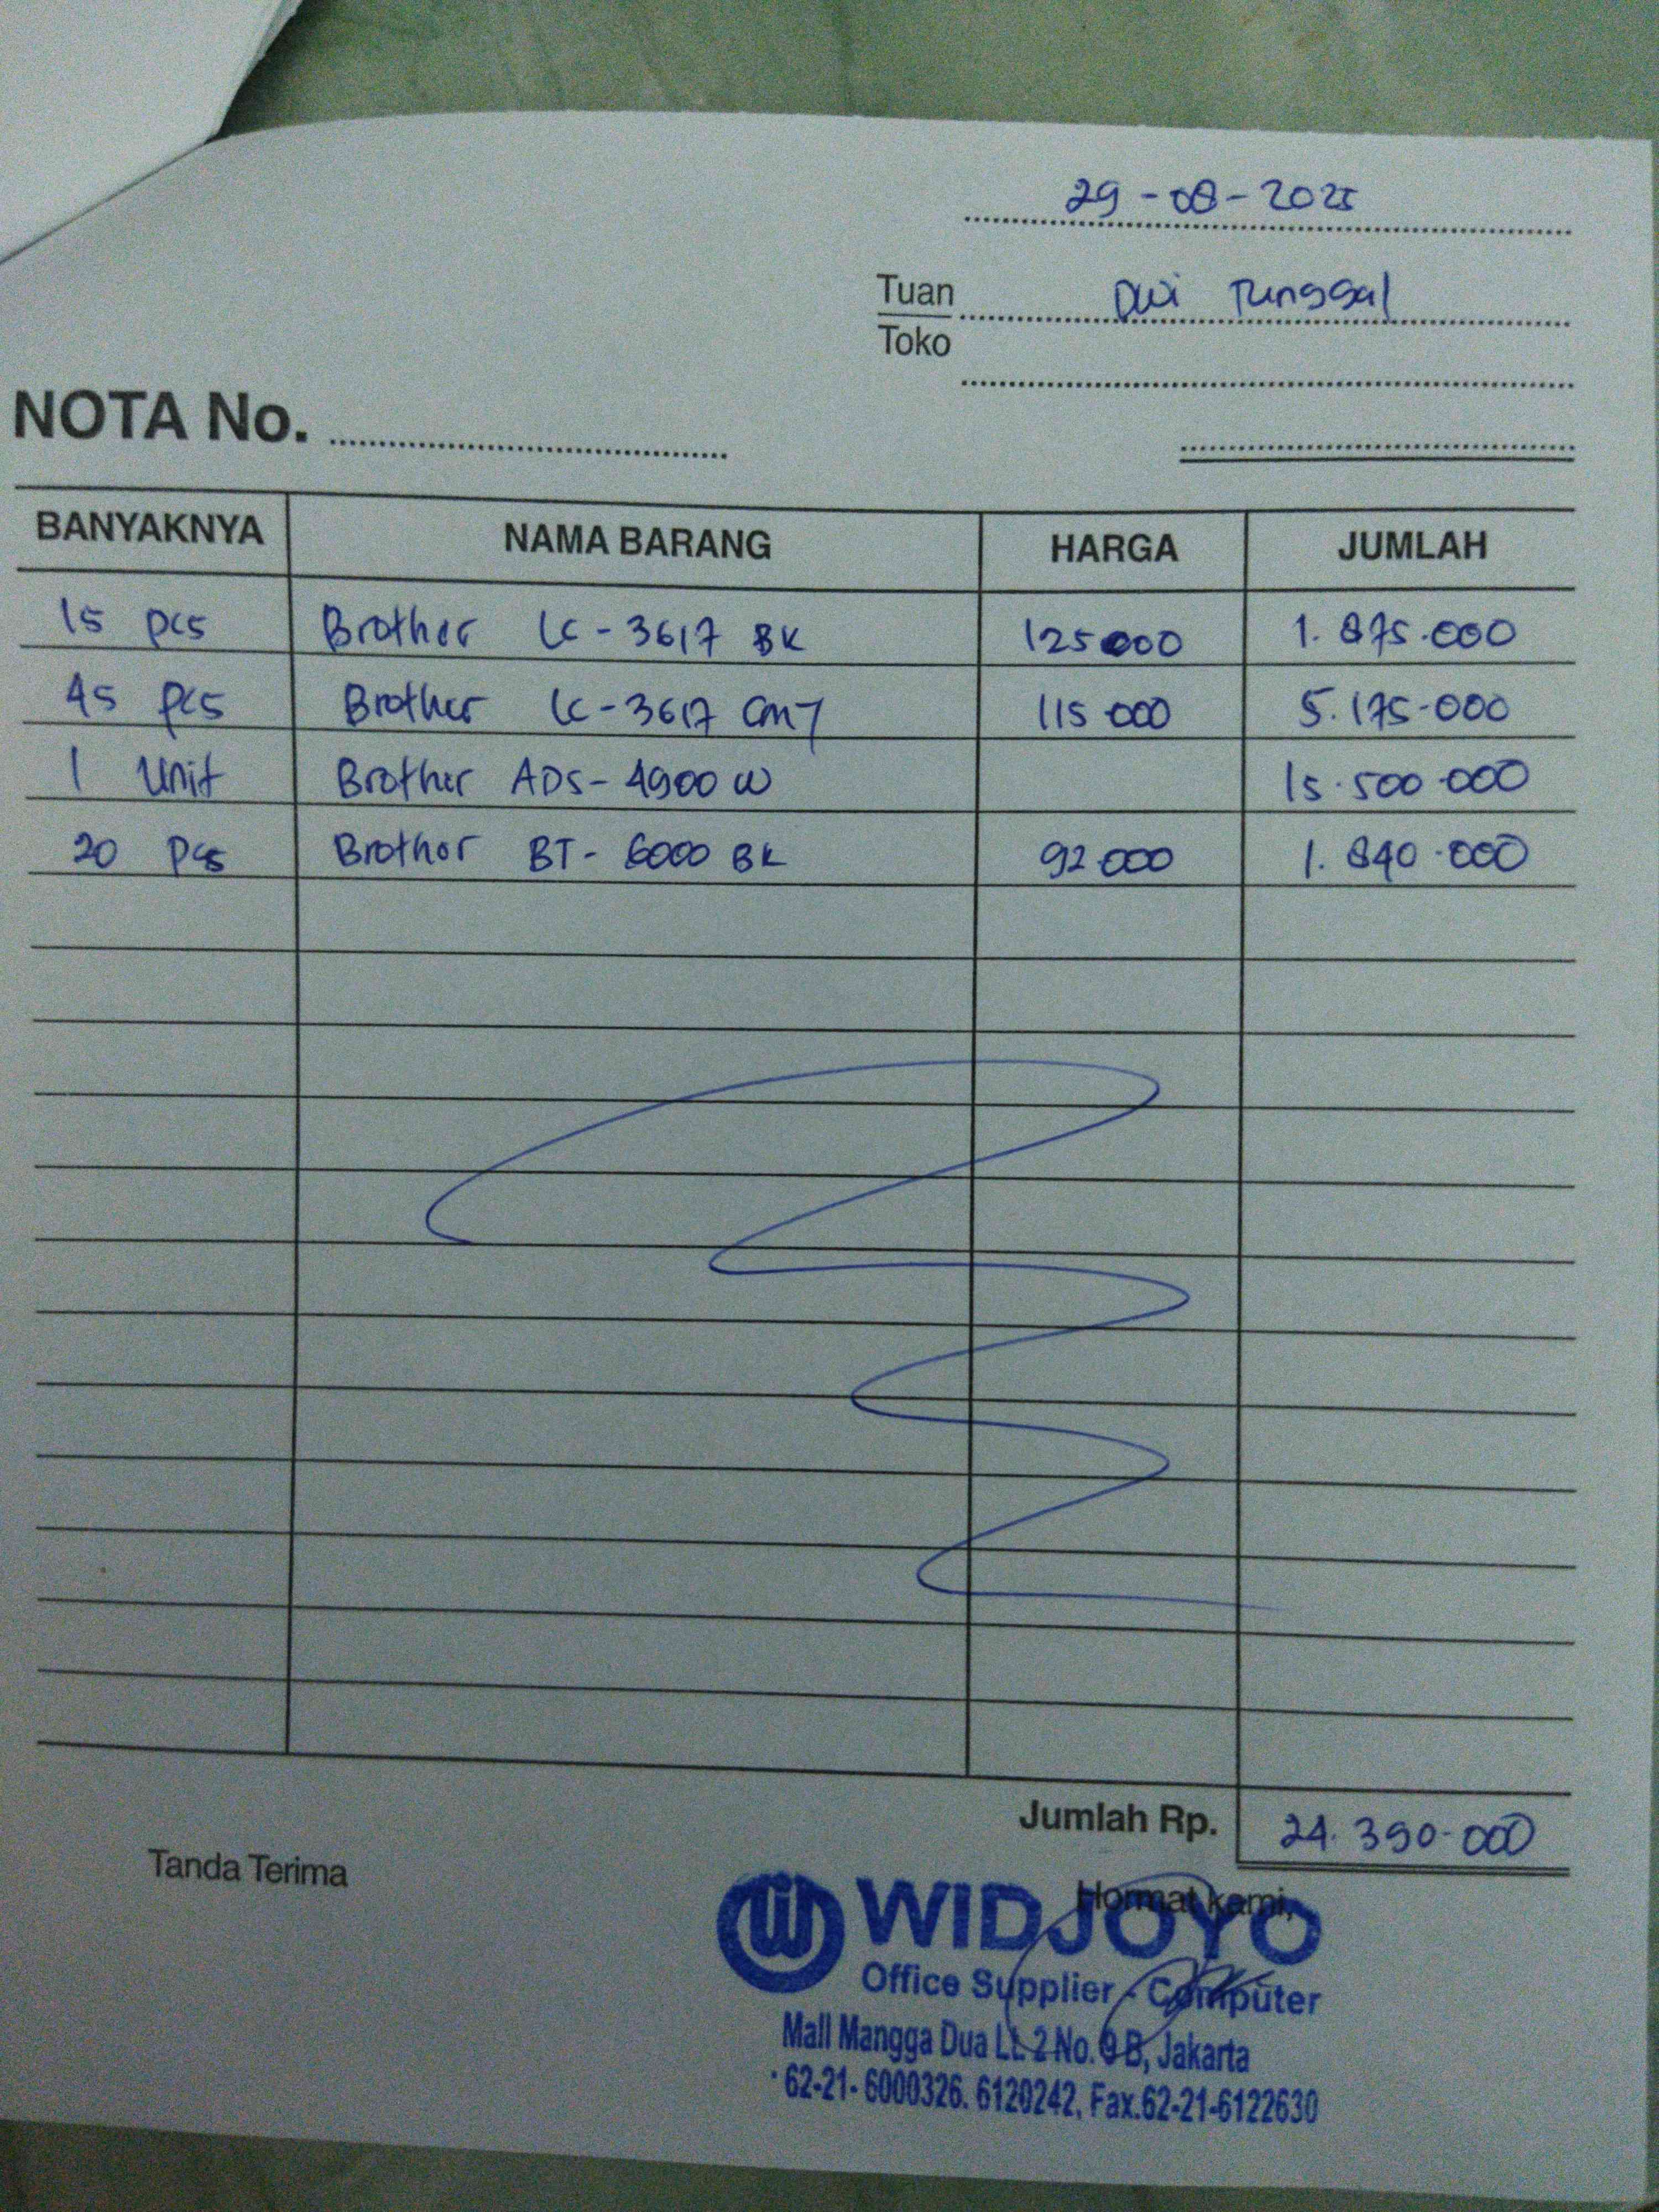 29-08-2025
Tuan Dwi Tunggal
Toko
NOTA No.
BANYAKNYA NAMA BARANG HARGA JUMLAH
15 pcs Brother LC-3617 BK 125000 1.875.000
45 pcs Brother LC-3617 CMY 115 000 5.175-000
1 Unit Brother ADS-4900 W 15.500 000
20 Pcs Brother BT-6000 BK 92 000 1.840.000
Jumlah Rp. 24.390-000
Tanda Terima
Hormat kami,
WIDJOYO
Office Supplier - Computer
Mall Mangga Dua Lt. 2 No. 9 B, Jakarta
62-21-6000326. 6120242, Fax.62-21-6122630